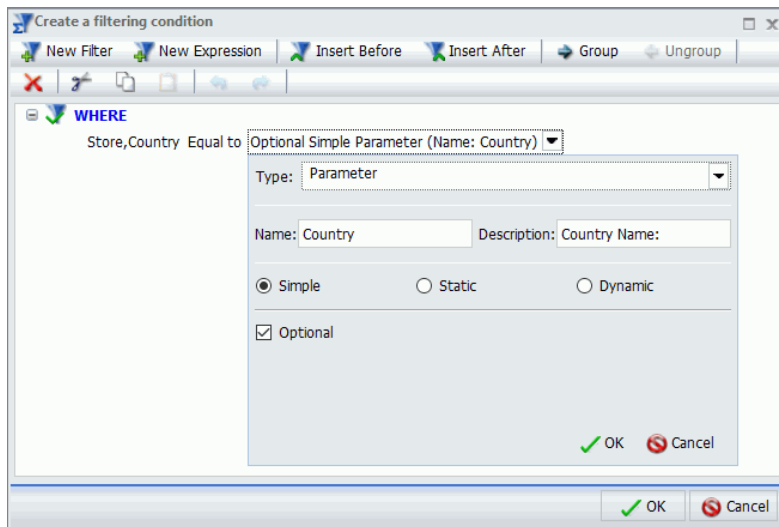 Create a filtering condition
New Filter New Expression Insert Before Insert After Group Ungroup
WHERE
Store,Country Equal to Optional Simple Parameter (Name: Country)
Type: Parameter
Name: Country Description: Country Name:
Simple Static Dynamic
Optional
OK Cancel
OK Cancel